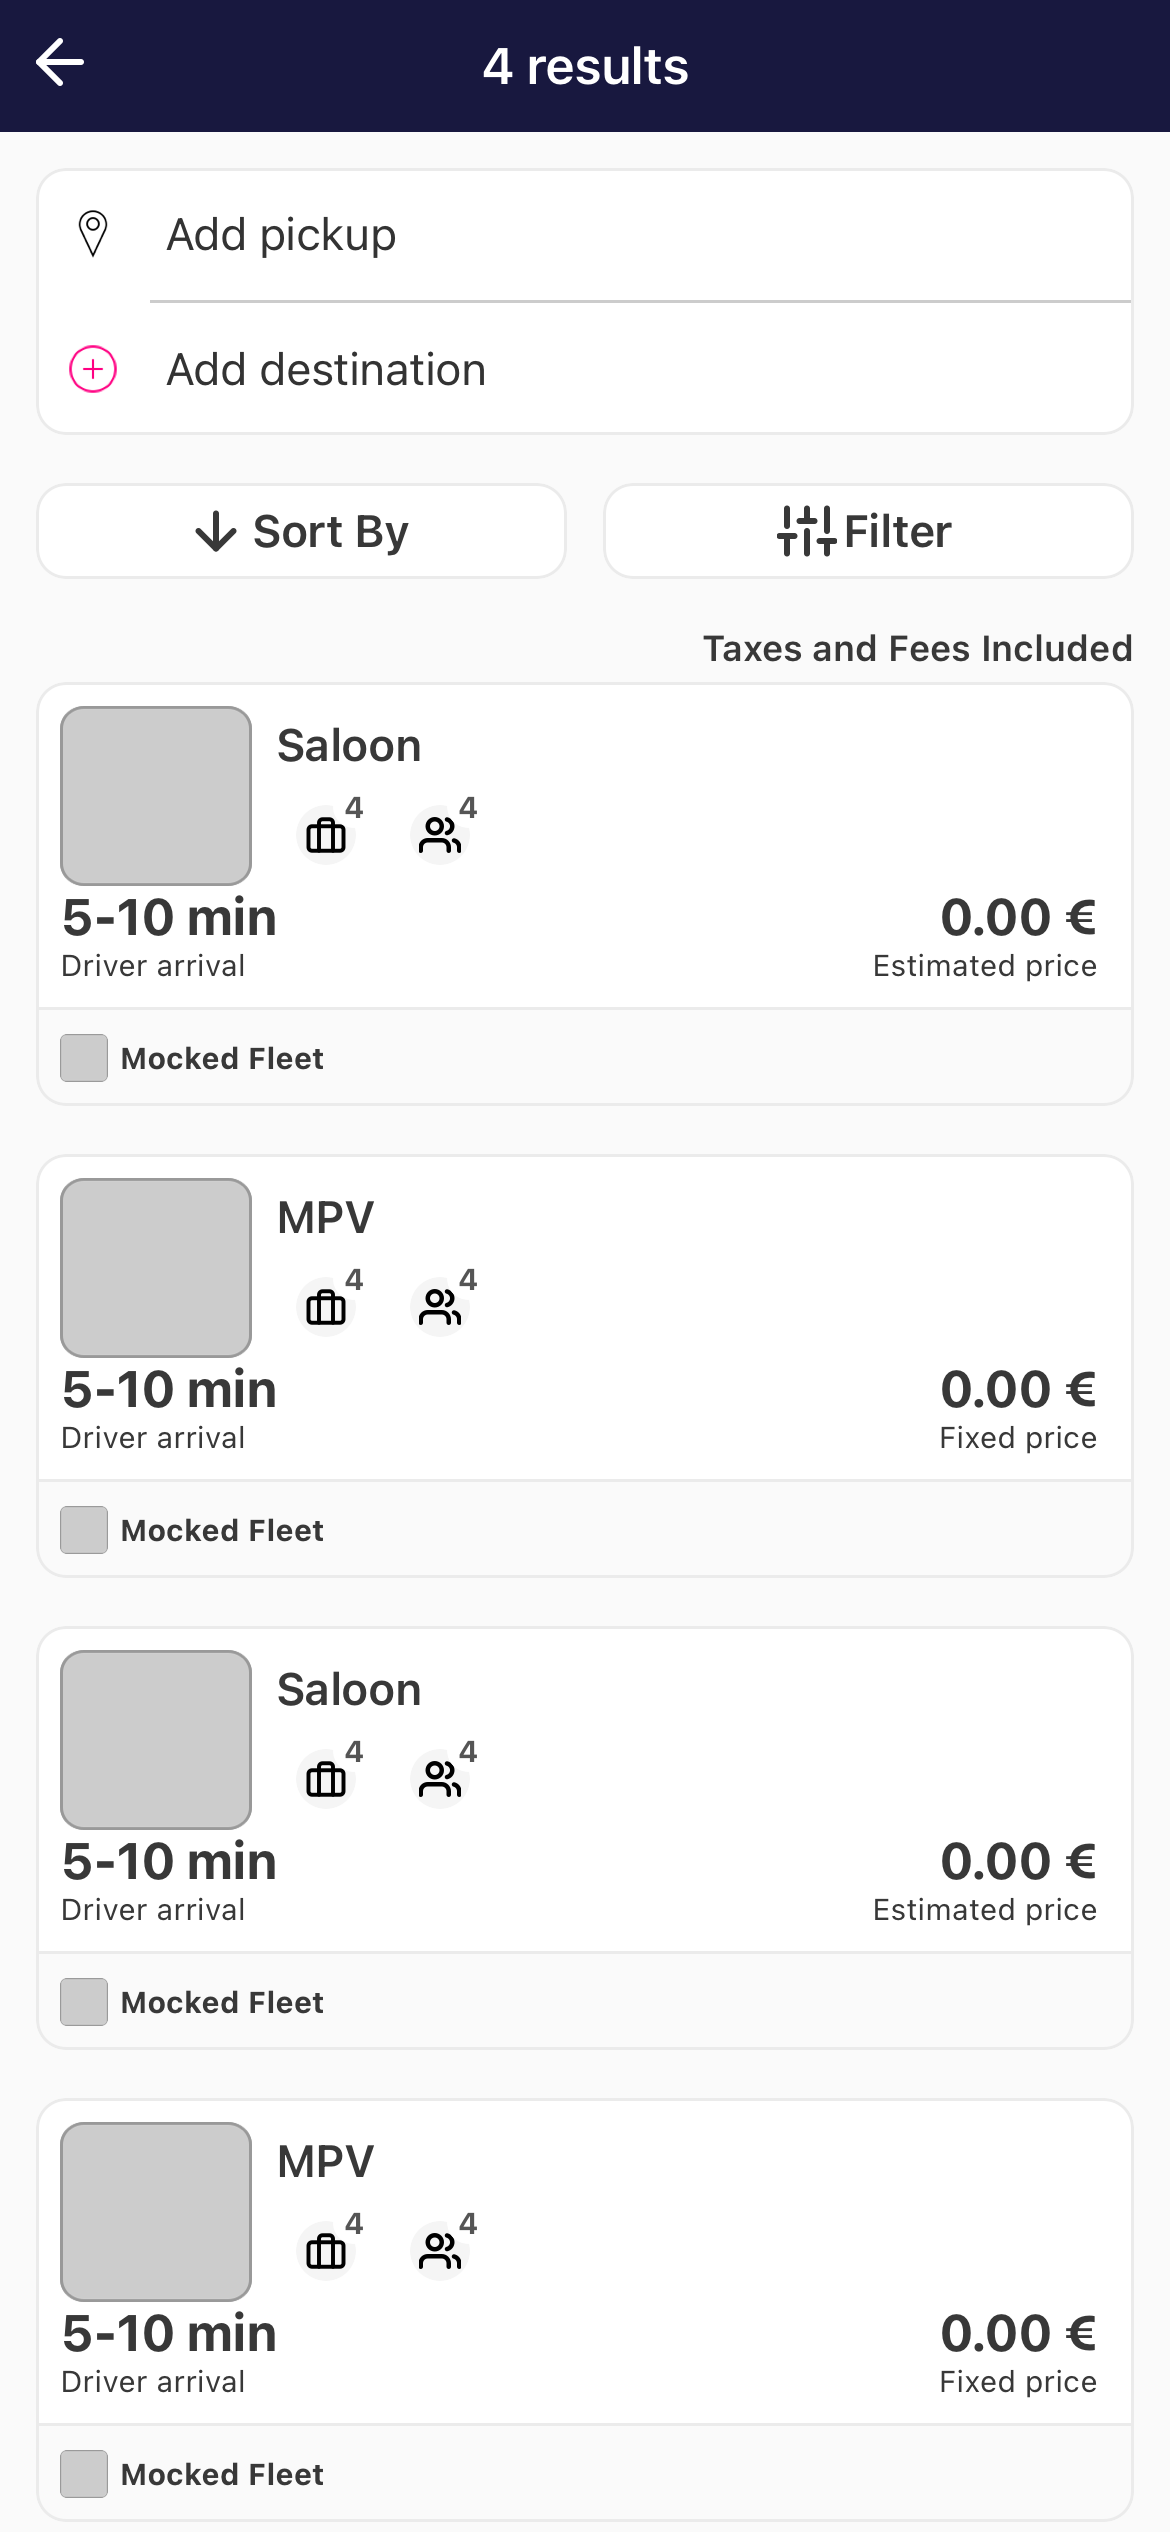 4 results
Add pickup
Add destination
Sort By
Filter
Taxes and Fees Included
Saloon
4 4
5-10 min 0.00 €
Driver arrival Estimated price
Mocked Fleet
MPV
4 4
5-10 min 0.00 €
Driver arrival Fixed price
Mocked Fleet
Saloon
4 4
5-10 min 0.00 €
Driver arrival Estimated price
Mocked Fleet
MPV
4 4
5-10 min 0.00 €
Driver arrival Fixed price
Mocked Fleet